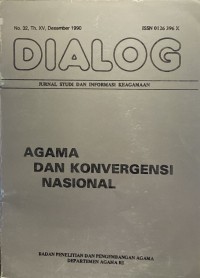 No. 32, Th. XV, Desember 1990
ISSN 0126 396 X
DIALOG
JURNAL STUDI DAN INFORMASI KEAGAMAAN
AGAMA
DAN KONVERGENSI
NASIONAL
BADAN PENELITIAN DAN PENGEMBANGAN AGAMA
DEPARTEMEN AGAMA RI